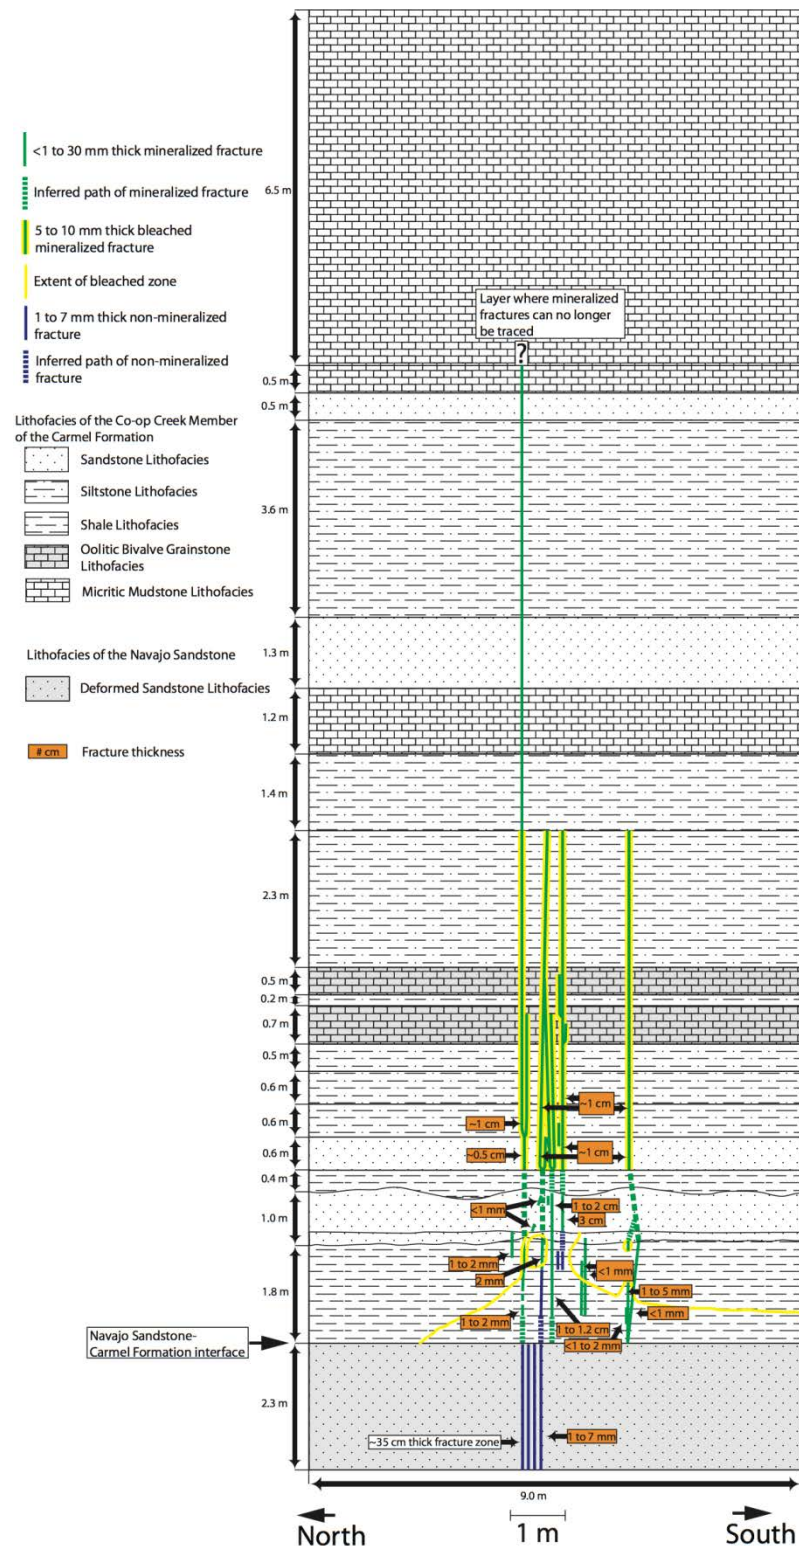 <1 to 30 mm thick mineralized fracture
Inferred path of mineralized fracture
5 to 10 mm thick bleached
mineralized fracture
Extent of bleached zone
1 to 7 mm thick non-mineralized
fracture
Inferred path of non-mineralized
fracture
Lithofacies of the Co-op Creek Member
of the Carmel Formation
Sandstone Lithofacies
Siltstone Lithofacies
Shale Lithofacies
Oolitic Bivalve Grainstone
Lithofacies
Micritic Mudstone Lithofacies
Lithofacies of the Navajo Sandstone
Deformed Sandstone Lithofacies
# cm
Fracture thickness
6.5 m
Layer where mineralized
fractures can no longer
be traced
?
0.5 m
0.5 m
3.6 m
1.3 m
1.2 m
1.4 m
2.3 m
0.5 m
0.2 m
0.7 m
0.5 m
0.6 m
0.6 m
~1 cm
~1 cm
0.6 m
~0.5 cm
~1 cm
0.4 m
1.0 m
<1 mm
1 to 2 cm
3 cm
1 to 2 mm
2 mm
<1 mm
1.8 m
1 to 5 mm
1 to 2 mm
<1 mm
1 to 1.2 cm
<1 to 2 mm
Navajo Sandstone-
Carmel Formation interface
2.3 m
~35 cm thick fracture zone
1 to 7 mm
9.0 m
North
1 m
South